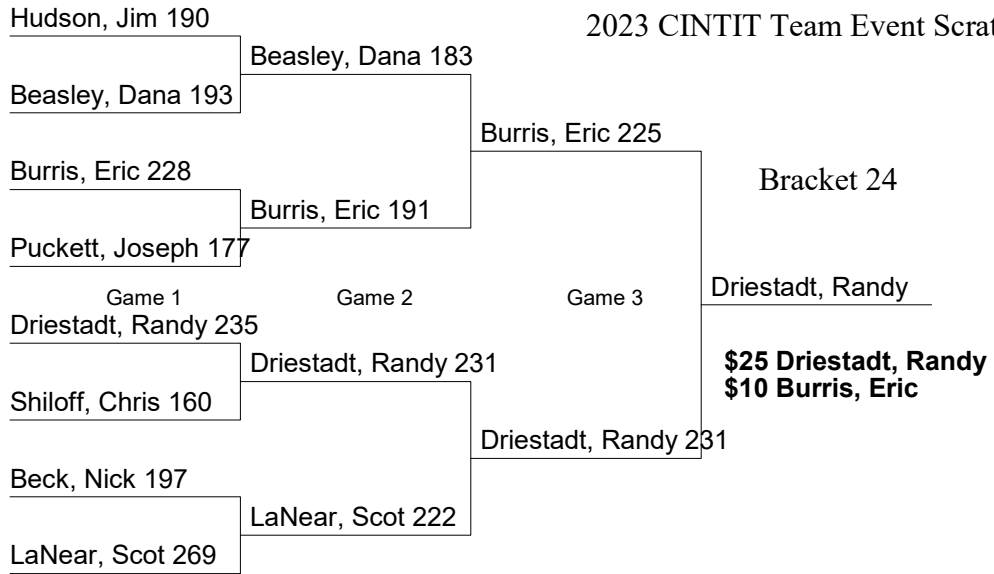 Hudson, Jim 190
2023 CINTIT Team Event
Beasley, Dana 183
Beasley, Dana 193
Burris, Eric 225
Burris, Eric 228
Bracket 24
Burris, Eric 191
Puckett, Joseph 177
Game 1
Game 2
Game 3
Driestadt, Randy
Driestadt, Randy 235
Driestadt, Randy 231
$25 Driestadt, Randy
$10 Burris, Eric
Shiloff, Chris 160
Driestadt, Randy 231
Beck, Nick 197
LaNear, Scot 222
LaNear, Scot 269